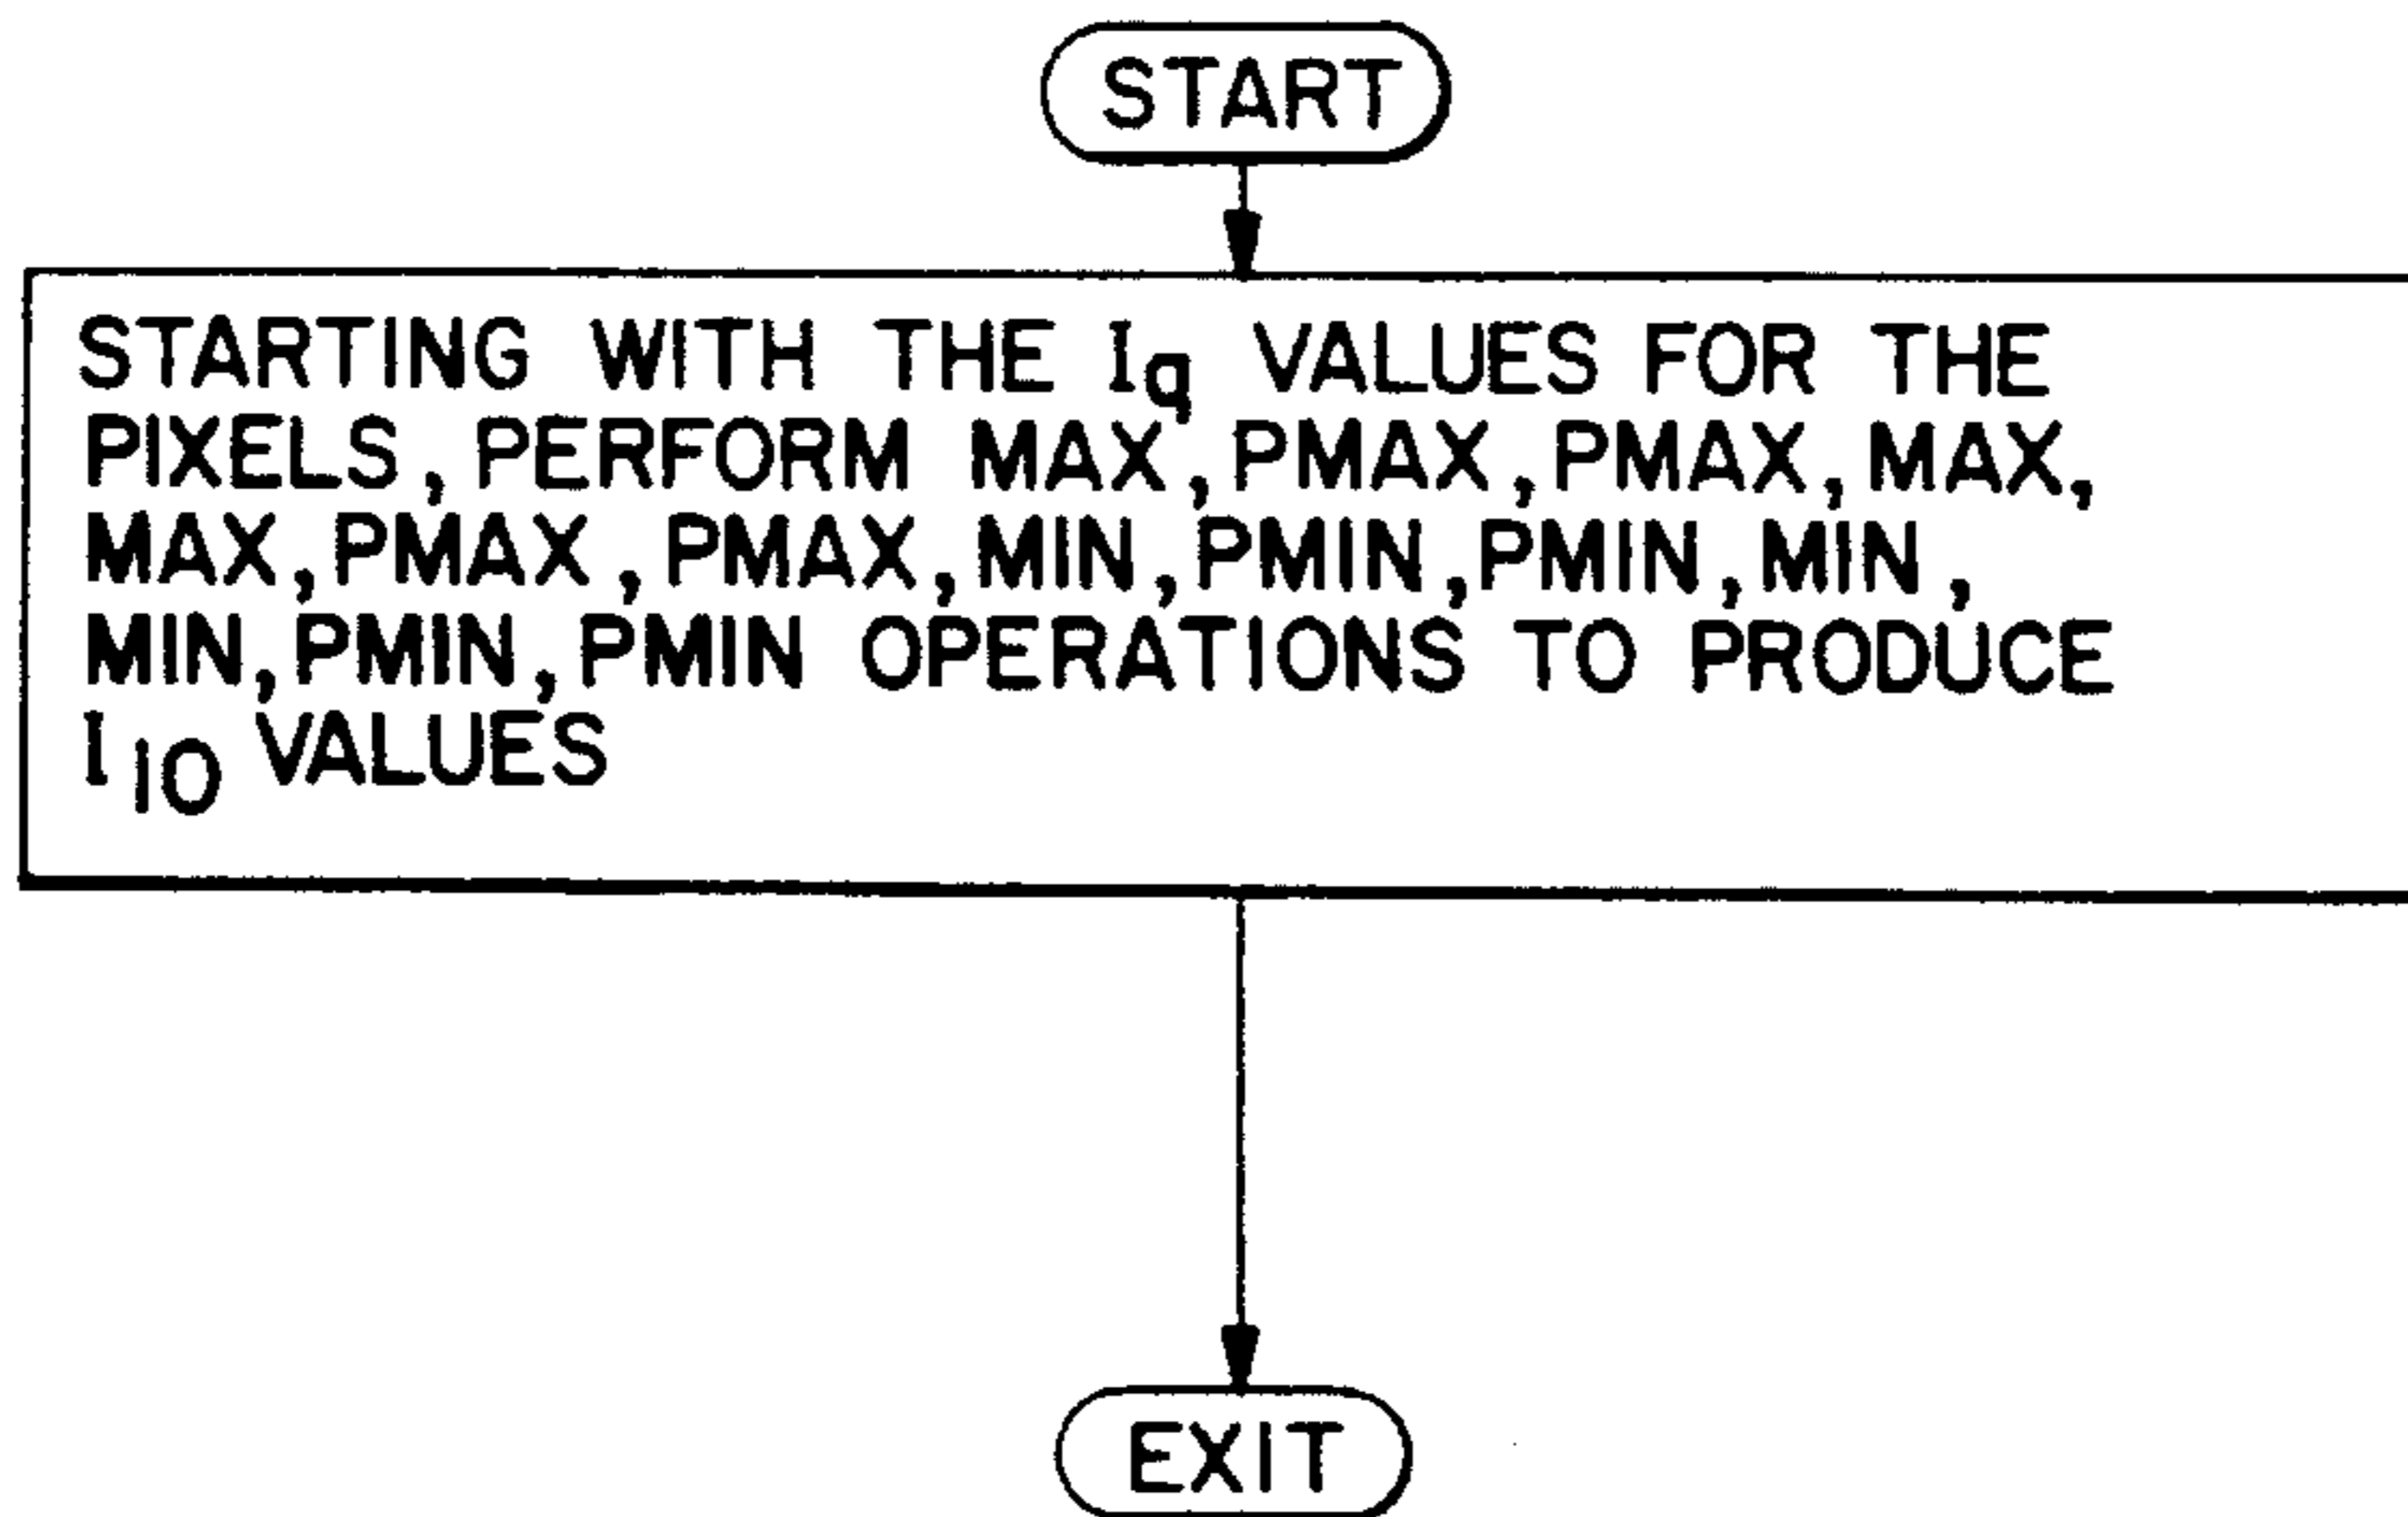 START
STARTING WITH THE Iq VALUES FOR THE
PIXELS, PERFORM MAX, PMAX, PMAX, MAX,
MAX, PMAX, PMAX, MIN, PMIN, PMIN, MIN,
MIN, PMIN, PMIN OPERATIONS TO PRODUCE
I10 VALUES
EXIT